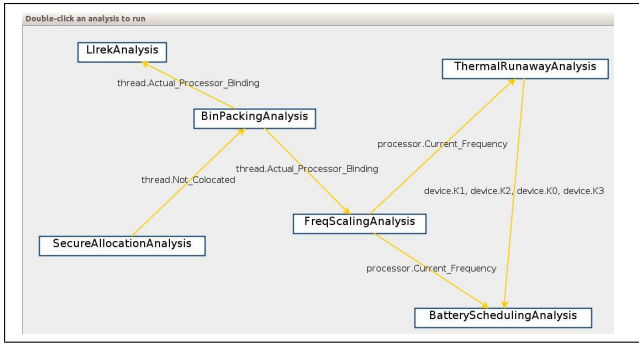 Double-click an analysis to run
LlrekAnalysis
ThermalRunawayAnalysis
thread.Actual_Processor_Binding
BinPackingAnalysis
processor.Current_Frequency
thread.Actual_Processor_Binding
thread.Not_Colocated
device.K1, device.K2, device.K0, device.K3
FreqScalingAnalysis
SecureAllocationAnalysis
processor.Current_Frequency
BatterySchedulingAnalysis